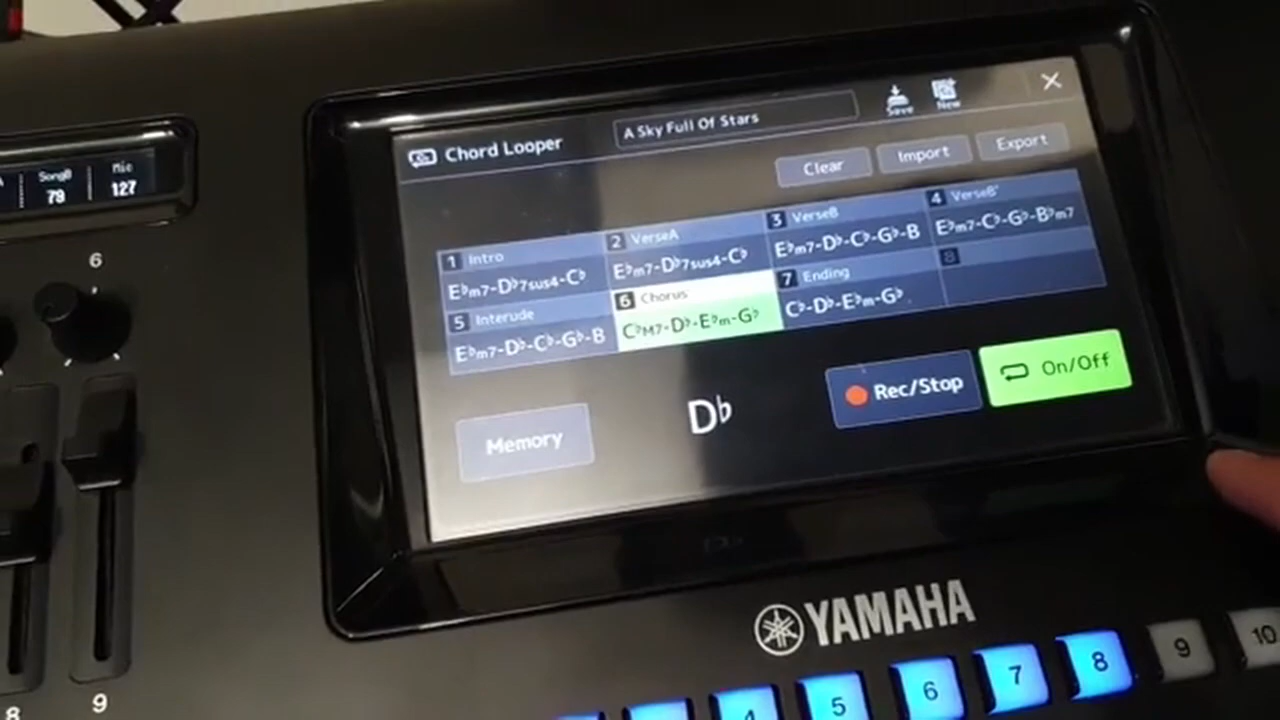 A Sky Full Of Stars
Save
New
Chord Looper
Clear
Import
Export
SongB
Mic
79
127
1 Intro
2 VerseA
3 VerseB
4 VerseB'
E♭m7-D♭7sus4-C♭
E♭m7-D♭7sus4-C♭
E♭m7-D♭-C♭-G♭-B
E♭m7-C♭-G♭-B♭m7
5 Interude
6 Chorus
7 Ending
8
E♭m7-D♭-C♭-G♭-B
C♭M7-D♭-E♭m-G♭
C♭-D♭-E♭m-G♭
6
Memory
D♭
Rec/Stop
On/Off
YAMAHA
8
9
4
5
6
7
8
9
10